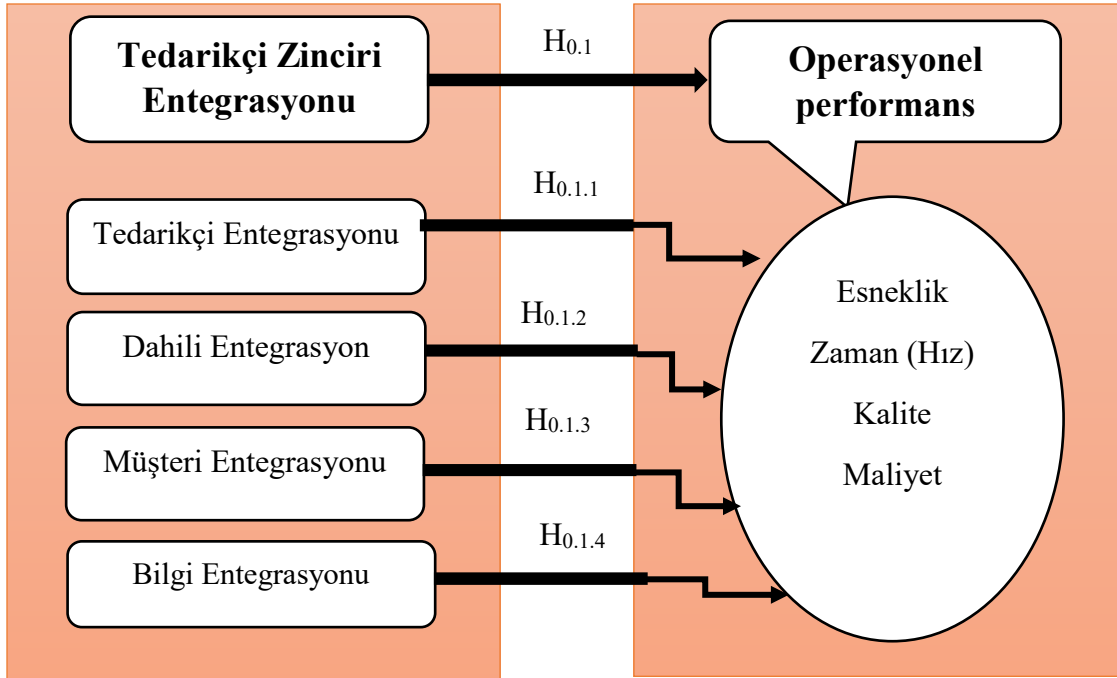 Tedarikçi Zinciri
Entegrasyonu
H0.1
Operasyonel
performans
H0.1.1
Tedarikçi Entegrasyonu
H0.1.2
Dahili Entegrasyon
H0.1.3
Müşteri Entegrasyonu
H0.1.4
Bilgi Entegrasyonu
Esneklik
Zaman (Hız)
Kalite
Maliyet